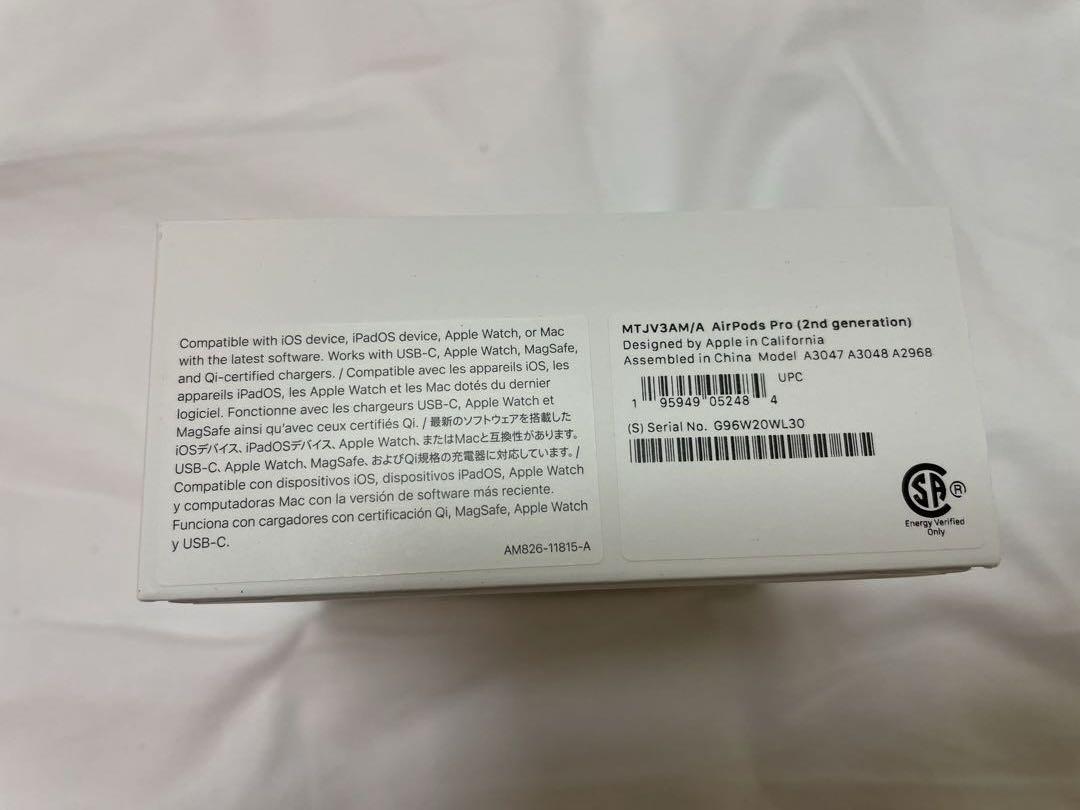 Compatible with iOS device, iPadOS device, Apple Watch, or Mac
with the latest software. Works with USB-C, Apple Watch, MagSafe,
and Qi-certified chargers. / Compatible avec les appareils iOS, les
appareils iPadOS, les Apple Watch et les Mac dotés du dernier
logiciel. Fonctionne avec les chargeurs USB-C, Apple Watch et
MagSafe ainsi qu'avec ceux certifiés Qi. / 最新のソフトウェアを搭載した
iOSデバイス、iPadOSデバイス、Apple Watch、またはMacと互換性があります。
USB-C、Apple Watch、MagSafe、およびQi規格の充電器に対応しています。/
Compatible con dispositivos iOS, dispositivos iPadOS, Apple Watch
y computadoras Mac con la versión de software más reciente.
Funciona con cargadores con certificación Qi, MagSafe, Apple Watch
y USB-C.
AM826-11815-A
MTJV3AM/A AirPods Pro (2nd generation)
Designed by Apple in California
Assembled in China Model A3047 A3048 A2968
UPC
1 95949 05248 4
(S) Serial No. G96W20WL30
SA ®
Energy Verified
Only